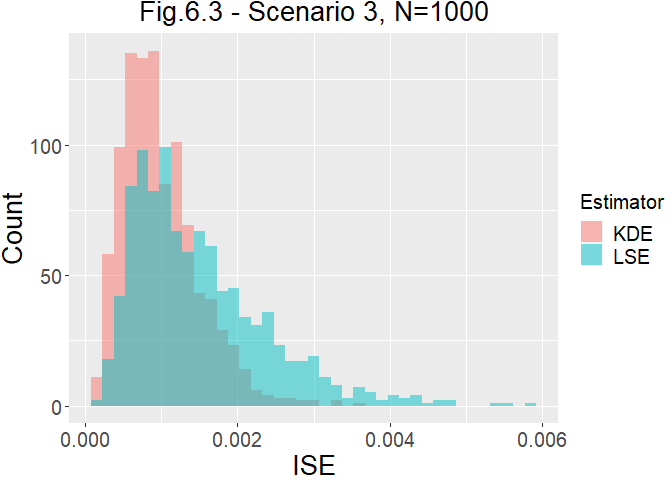 Fig.6.3 - Scenario 3, N=1000
Count
100
50
0
0.000 0.002 0.004 0.006
ISE
Estimator
KDE
LSE